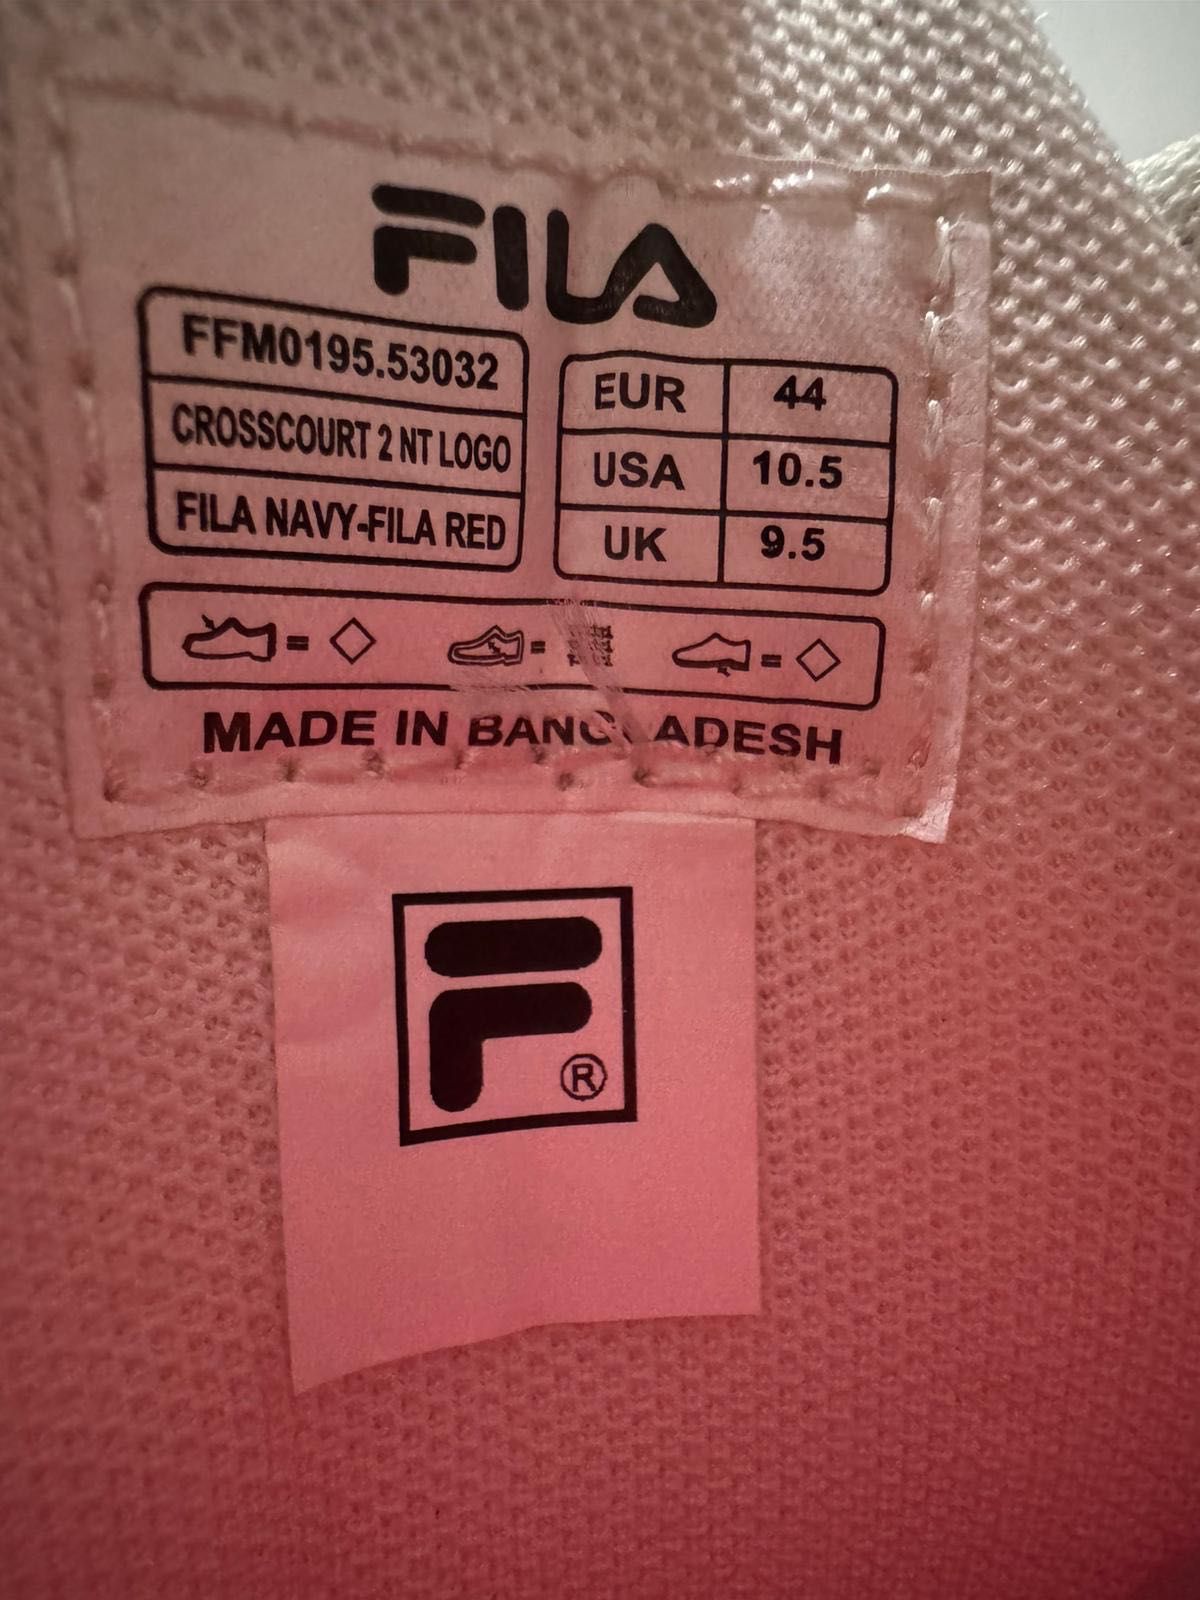 FILA
FFM0195.53032
CROSSCOURT 2 NT LOGO
FILA NAVY-FILA RED
EUR 44
USA 10.5
UK 9.5
= = =
MADE IN BANGLADESH
F ®